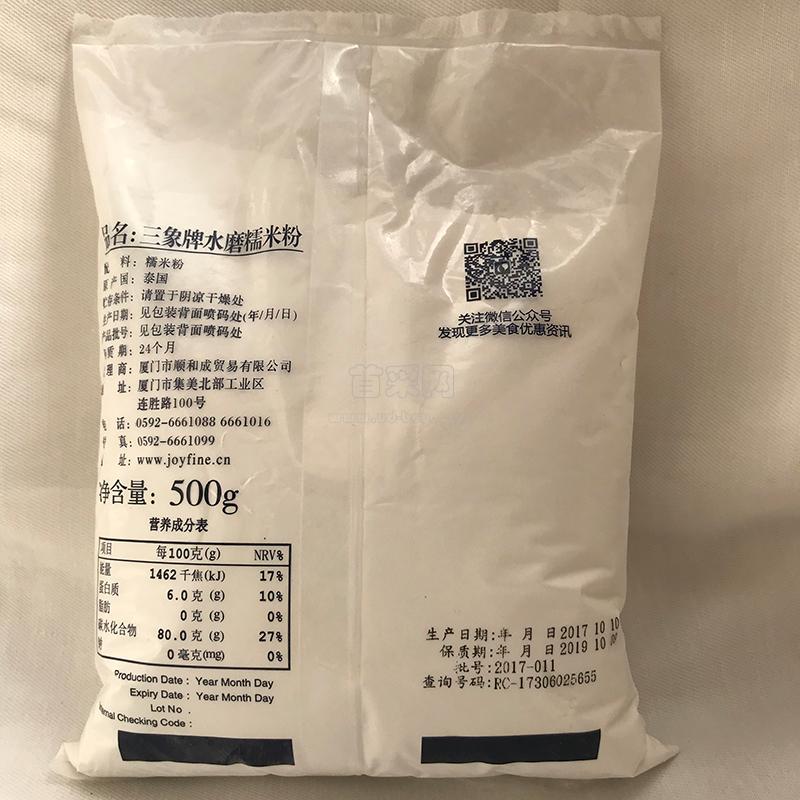 品名：三象牌水磨糯米粉
料：糯米粉
产国：泰国
存条件：请置于阴凉干燥处
生产日期：见包装背面喷码处(年/月/日)
产品批号：见包装背面喷码处
质期：24个月
理商：厦门市顺和成贸易有限公司
址：厦门市集美北部工业区
连胜路100号
电话：0592-6661088 6661016
真：0592-6661099
址：www.joyfine.cn
净含量：500g
营养成分表
项目 每100克(g) NRV%
能量 1462千焦(kJ) 17%
蛋白质 6.0克(g) 10%
脂肪 0克(g) 0%
碳水化合物 80.0克(g) 27%
钠 0毫克(mg) 0%
Production Date : Year Month Day
Expiry Date : Year Month Day
Lot No .
Internal Checking Code :
关注微信公众号
发现更多美食优惠资讯
首采网
生产日期:年 月 日2017 10 10
保质期:年 月 日2019 10 09
批号:2017-011
查询号码:RC-17306025655